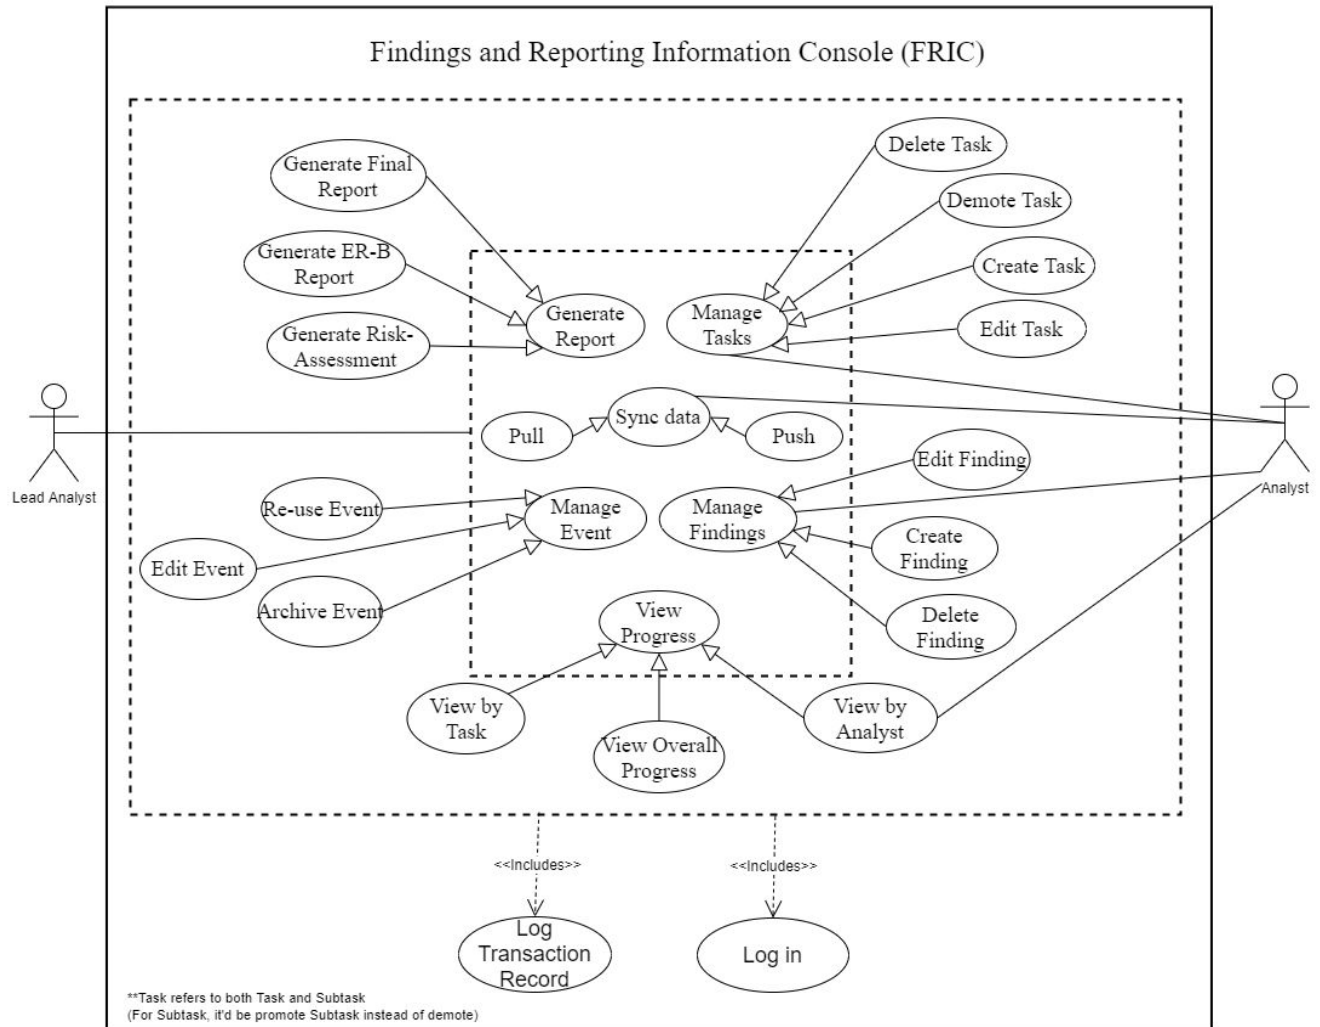 Findings and Reporting Information Console (FRIC)
Generate Final
Report
Delete Task
Demote Task
Generate ER-B
Report
Create Task
Generate
Report
Manage
Tasks
Generate Risk-
Assessment
Edit Task
Pull
Sync data
Push
Lead Analyst
Analyst
Edit Finding
Re-use Event
Manage
Event
Manage
Findings
Edit Event
Create
Finding
Archive Event
View
Progress
Delete
Finding
View by
Task
View Overall
Progress
View by
Analyst
<<Includes>>
<<Includes>>
Log
Transaction
Record
Log in
**Task refers to both Task and Subtask
(For Subtask, it'd be promote Subtask instead of demote)